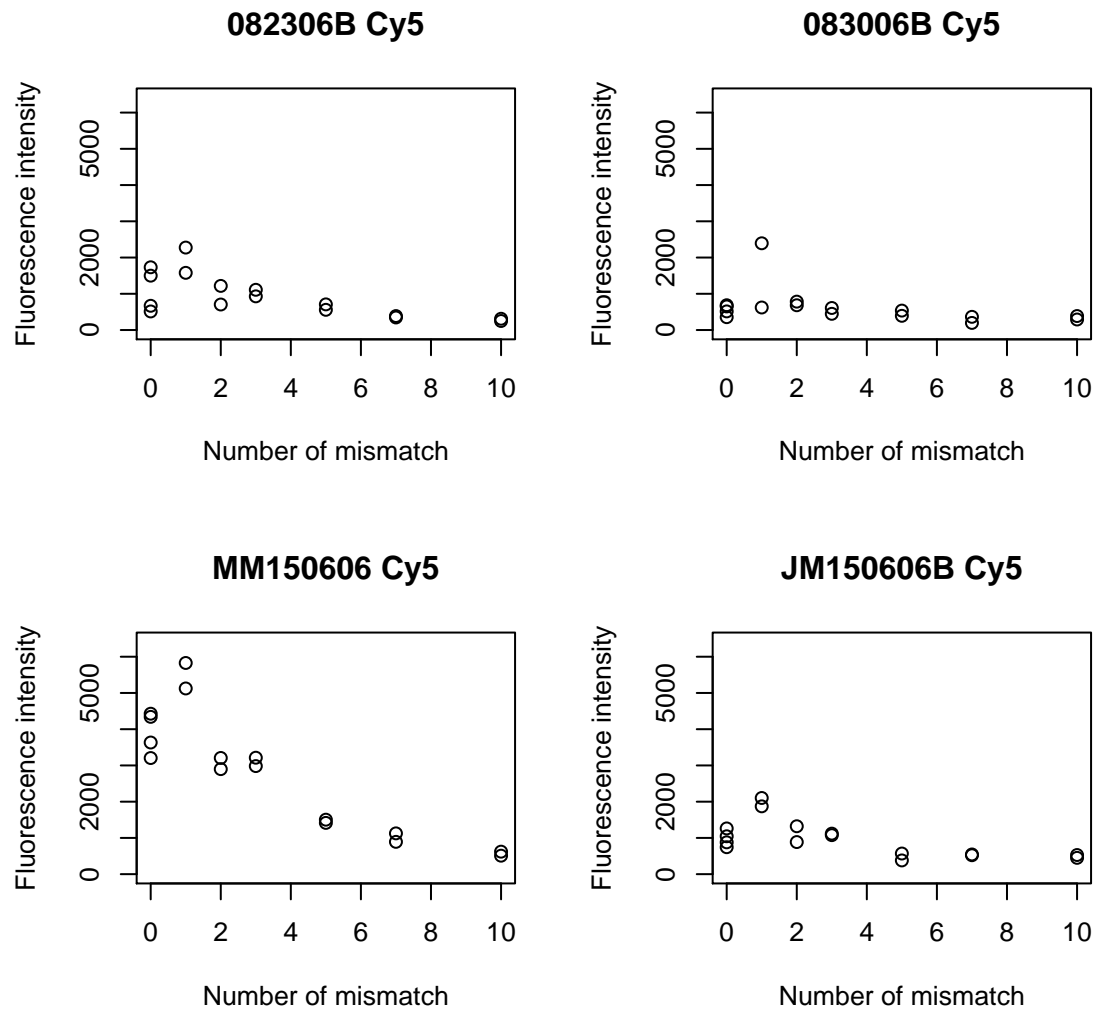 082306B Cy5
Fluorescence intensity
0 2000 5000
0 2 4 6 8 10
Number of mismatch
083006B Cy5
Fluorescence intensity
0 2000 5000
0 2 4 6 8 10
Number of mismatch
MM150606 Cy5
Fluorescence intensity
0 2000 5000
0 2 4 6 8 10
Number of mismatch
JM150606B Cy5
Fluorescence intensity
0 2000 5000
0 2 4 6 8 10
Number of mismatch